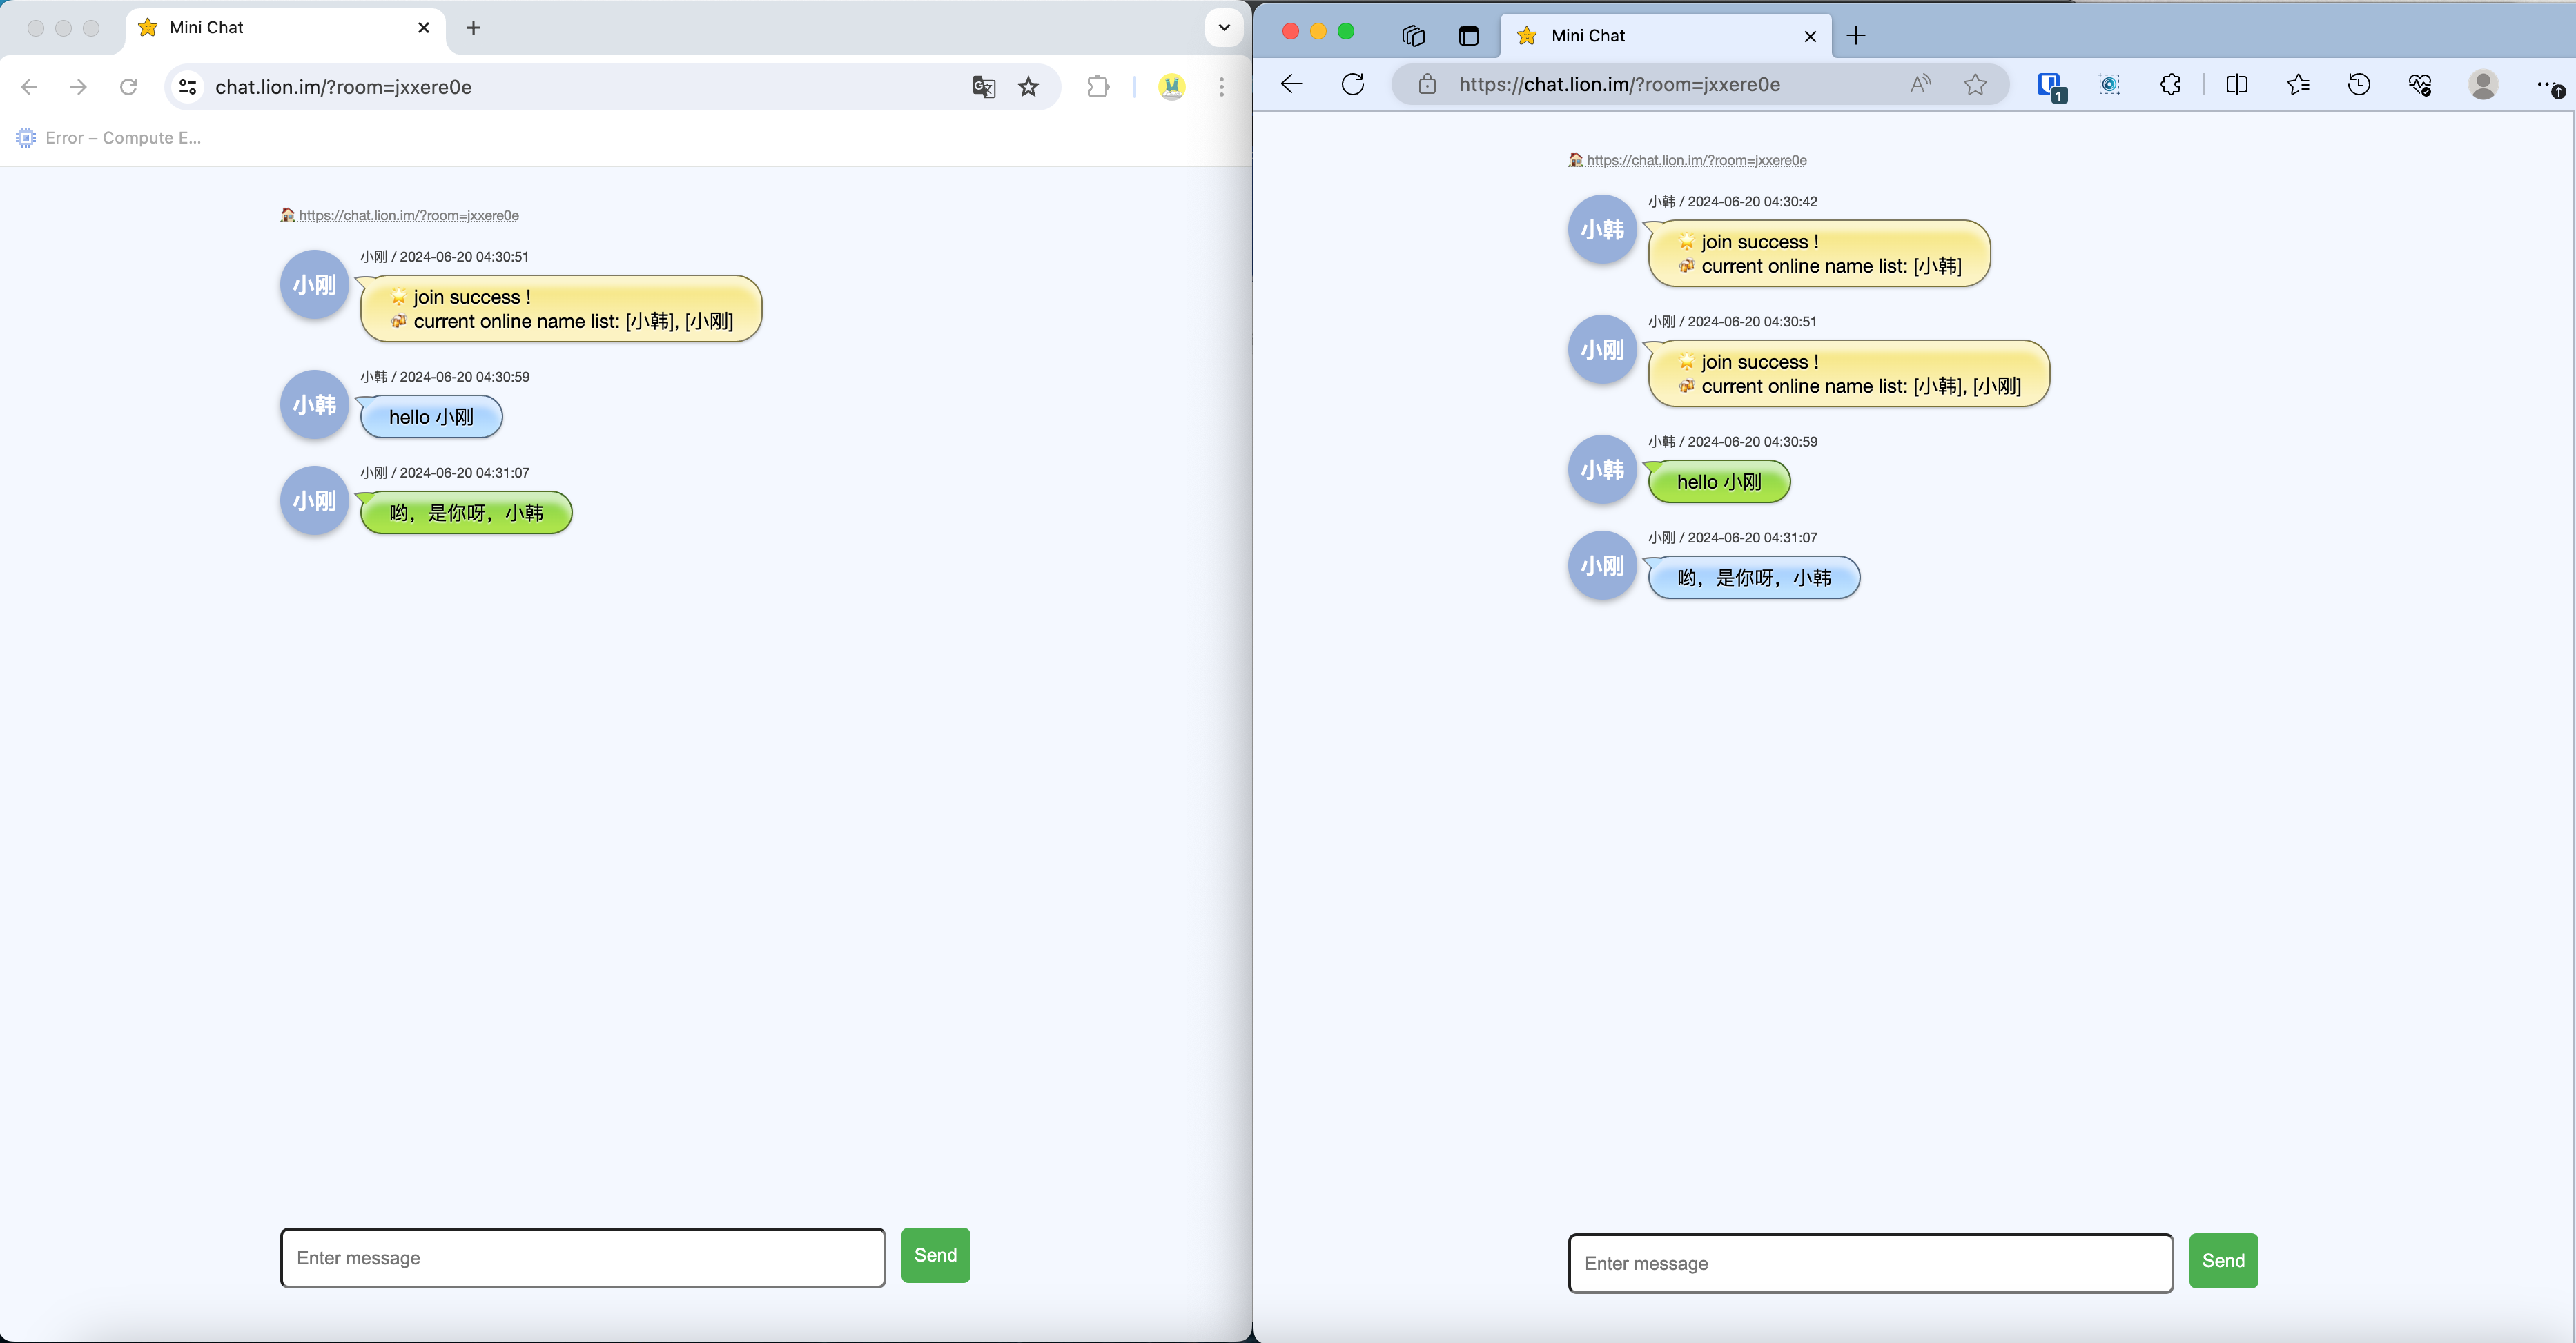 Mini Chat
chat.lion.im/?room=jxxere0e
Error – Compute E...
🏠 https://chat.lion.im/?room=jxxere0e
小刚
小刚 / 2024-06-20 04:30:51
🌟 join success !
🍻 current online name list: [小韩], [小刚]
小韩
小韩 / 2024-06-20 04:30:59
hello 小刚
小刚
小刚 / 2024-06-20 04:31:07
哟，是你呀，小韩
Enter message
Send
Mini Chat
https://chat.lion.im/?room=jxxere0e
1
🏠 https://chat.lion.im/?room=jxxere0e
小韩
小韩 / 2024-06-20 04:30:42
🌟 join success !
🍻 current online name list: [小韩]
小刚
小刚 / 2024-06-20 04:30:51
🌟 join success !
🍻 current online name list: [小韩], [小刚]
小韩
小韩 / 2024-06-20 04:30:59
hello 小刚
小刚
小刚 / 2024-06-20 04:31:07
哟，是你呀，小韩
Enter message
Send